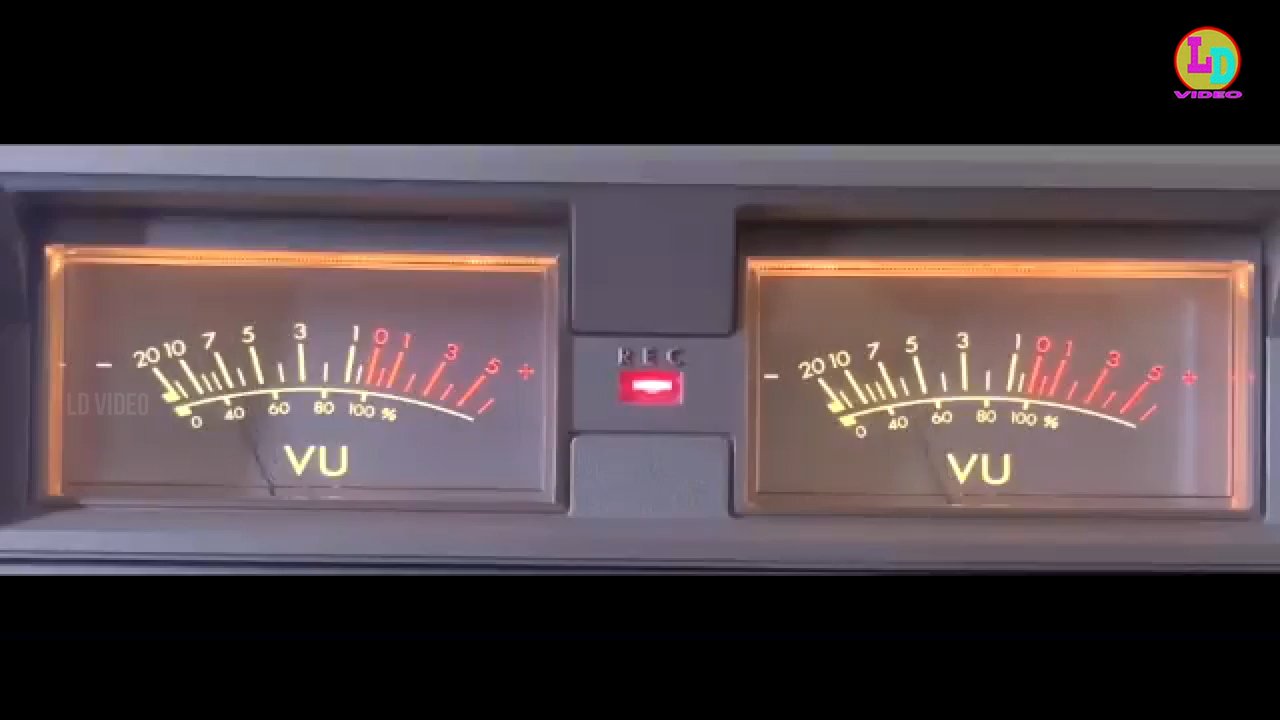 LD
VIDEO
20 10 7 5 3 1 0 1 3 5 +
-
0 40 60 80 100 %
VU
LD VIDEO
REC
20 10 7 5 3 1 0 1 3 5 +
-
0 40 60 80 100 %
VU